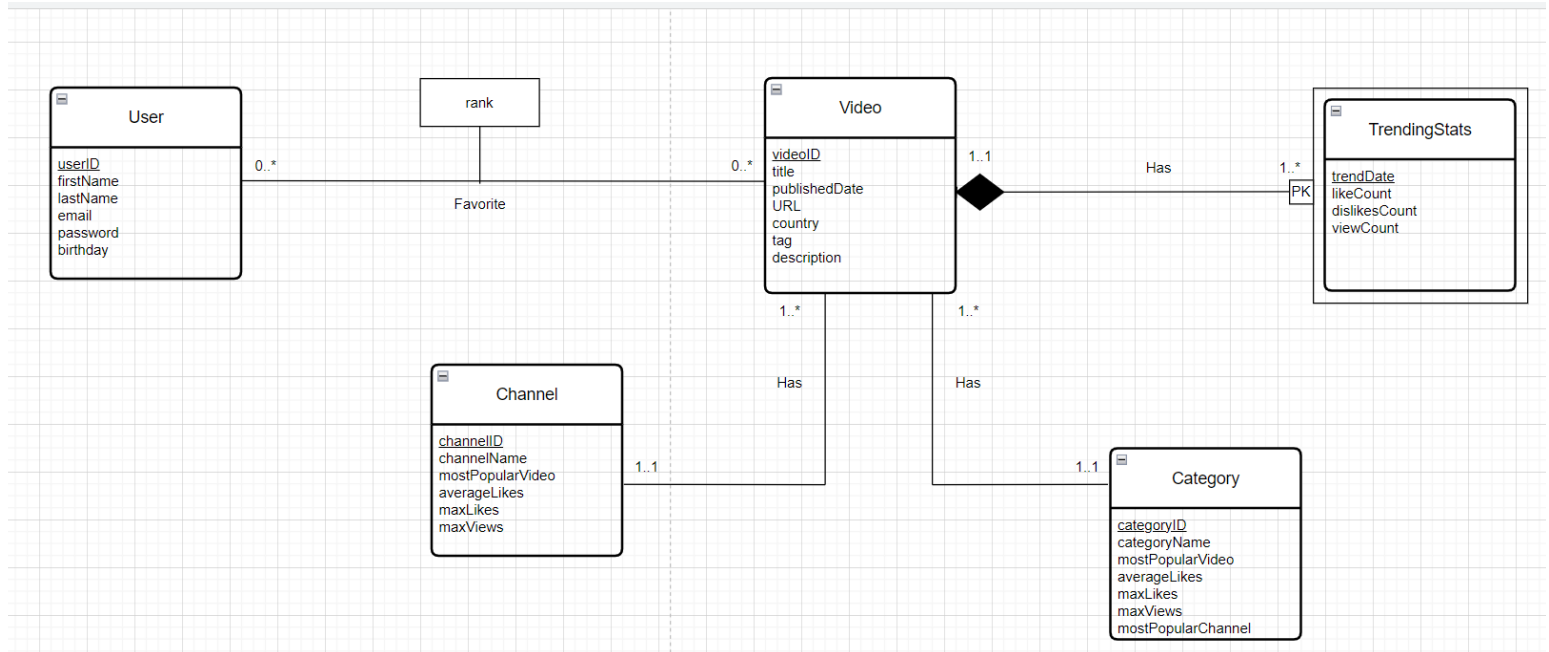 User
userID
firstName
lastName
email
password
birthday
0..*
rank
Favorite
0..*
Video
videoID
title
publishedDate
URL
country
tag
description
1..1
Has
1..*
PK
TrendingStats
trendDate
likeCount
dislikesCount
viewCount
1..*
Has
1..*
Has
Channel
channelID
channelName
mostPopularVideo
averageLikes
maxLikes
maxViews
1..1
1..1
Category
categoryID
categoryName
mostPopularVideo
averageLikes
maxLikes
maxViews
mostPopularChannel